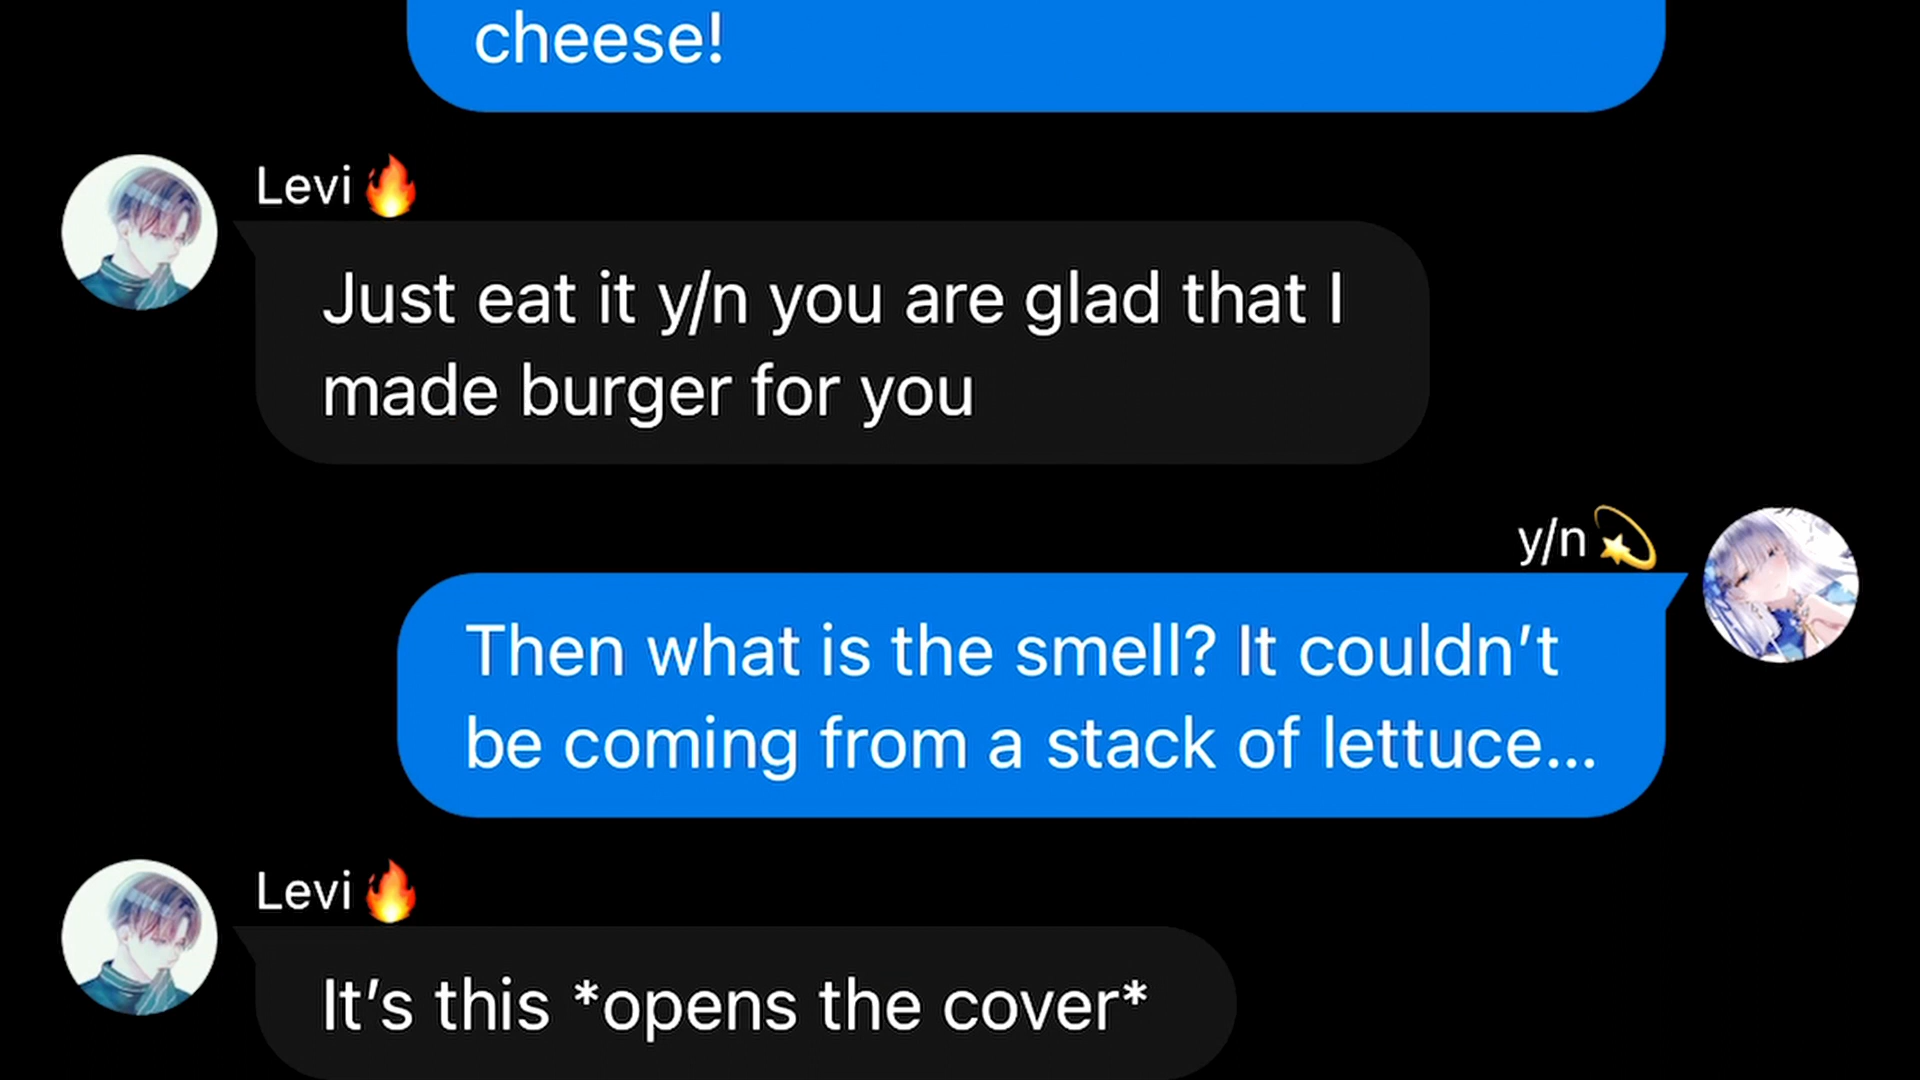 cheese!
Levi🔥
Just eat it y/n you are glad that I
made burger for you
y/n💫
Then what is the smell? It couldn’t
be coming from a stack of lettuce...
Levi🔥
It’s this *opens the cover*